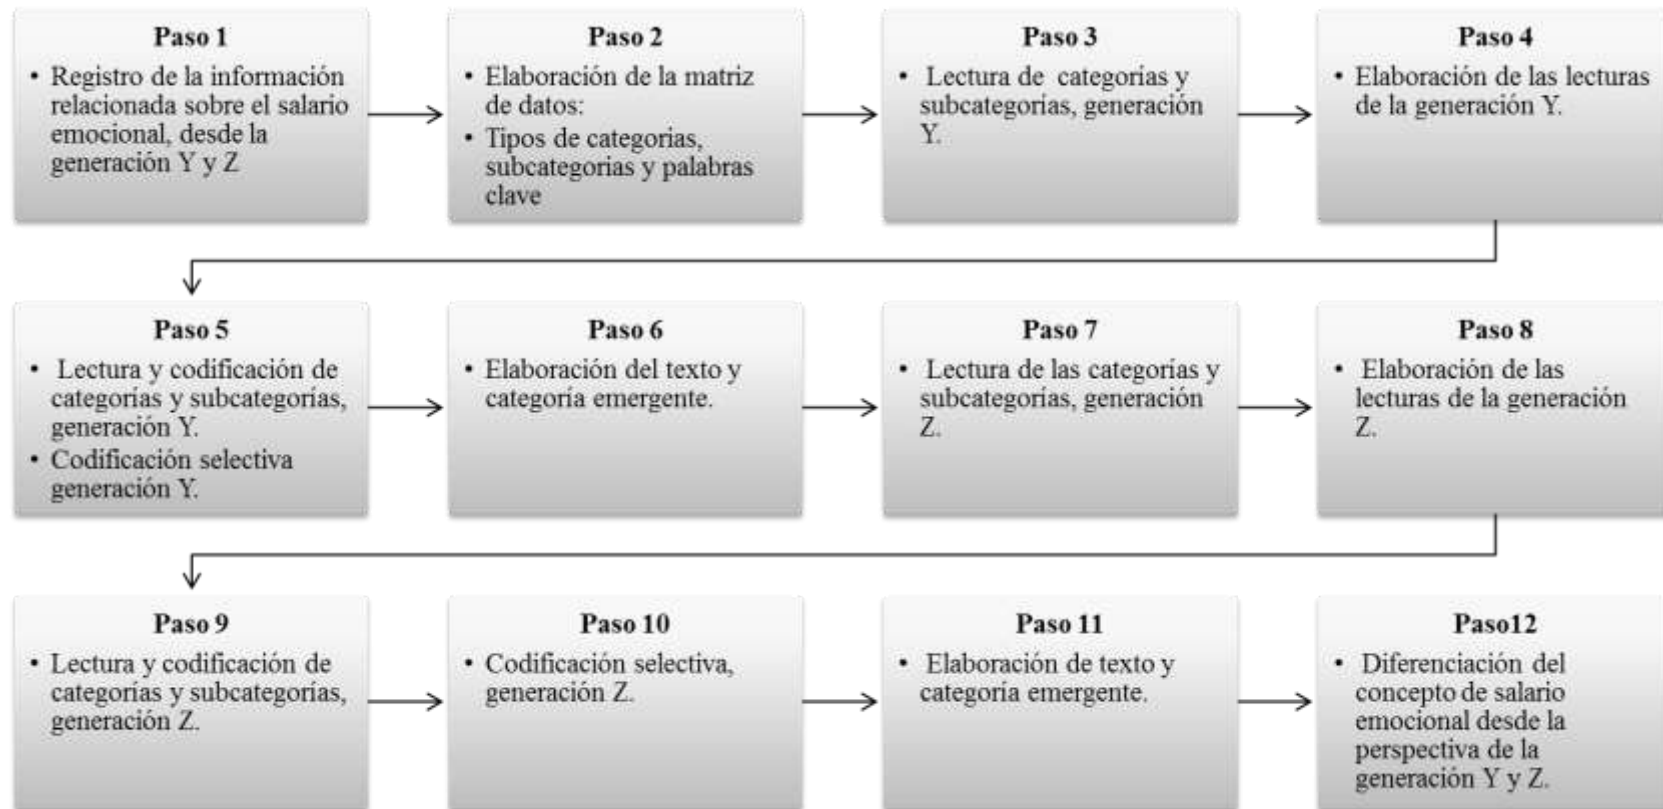 Paso 1
• Registro de la información
relacionada sobre el salario
emocional, desde la
generación Y y Z
Paso 2
• Elaboración de la matriz
de datos:
• Tipos de categorias,
subcategorias y palabras
clave
Paso 3
• Lectura de categorías y
subcategorias, generación
Y.
Paso 4
• Elaboración de las lecturas
de la generación Y.
Paso 5
• Lectura y codificación de
categorías y subcategorías,
generación Y.
• Codificación selectiva
generación Y.
Paso 6
• Elaboración del texto y
categoría emergente.
Paso 7
• Lectura de las categorías y
subcategorias, generación
Z.
Paso 8
• Elaboración de las
lecturas de la generación
Z.
Paso 9
• Lectura y codificación de
categorías y subcategorías,
generación Z.
Paso 10
• Codificación selectiva,
generación Z.
Paso 11
• Elaboración de texto y
categoría emergente.
Paso12
• Diferenciación del
concepto de salario
emocional desde la
perspectiva de la
generación Y y Z.